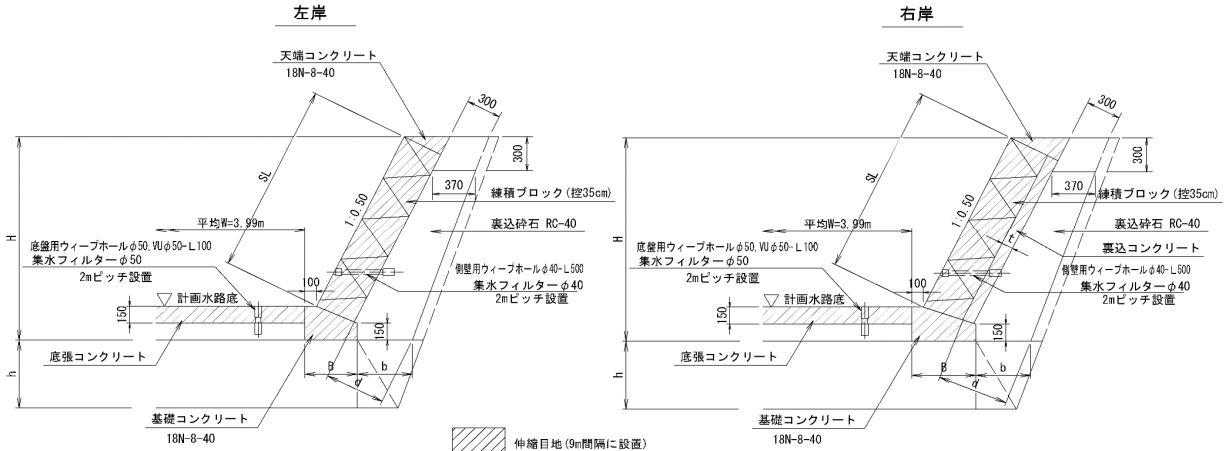 左岸
天端コンクリート
18N-8-40
300
300
SL
370
練積ブロック(控35cm)
1:0.50
裏込砕石 RC-40
平均W=3.99m
H
底盤用ウィープホールφ50,VUφ50-L100
集水フィルターφ50
2mピッチ設置
側壁用ウィープホールφ40-L500
集水フィルターφ40
2mピッチ設置
100
計画水路底
150
150
底張コンクリート
B
b
d
h
基礎コンクリート
18N-8-40
右岸
天端コンクリート
18N-8-40
300
300
SL
370
練積ブロック(控35cm)
1:0.50
裏込砕石 RC-40
t
裏込コンクリート
平均W=3.99m
H
底盤用ウィープホールφ50,VUφ50-L100
集水フィルターφ50
2mピッチ設置
側壁用ウィープホールφ40-L500
集水フィルターφ40
2mピッチ設置
100
計画水路底
150
150
底張コンクリート
B
b
d
h
基礎コンクリート
18N-8-40
伸縮目地(9m間隔に設置)